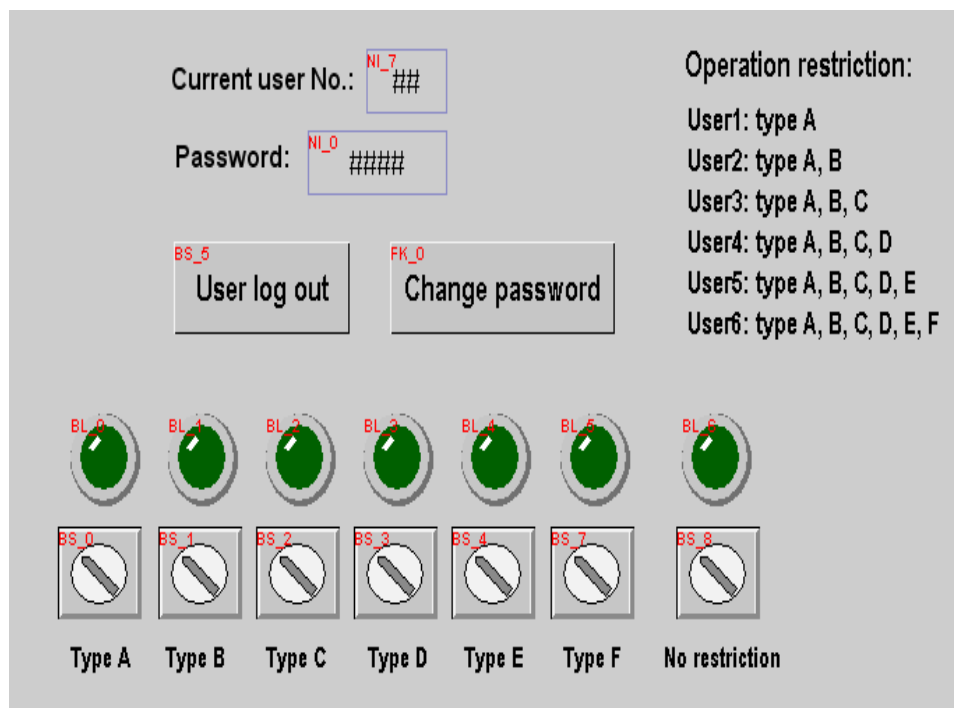 Current user No.: NI_7 ##
Password: NI_0 ####
BS_5 User log out
FK_0 Change password
Operation restriction:
User1: type A
User2: type A, B
User3: type A, B, C
User4: type A, B, C, D
User5: type A, B, C, D, E
User6: type A, B, C, D, E, F
BL_0 BL_1 BL_2 BL_3 BL_4 BL_5 BL_6
BS_0 BS_1 BS_2 BS_3 BS_4 BS_7 BS_8
Type A Type B Type C Type D Type E Type F No restriction